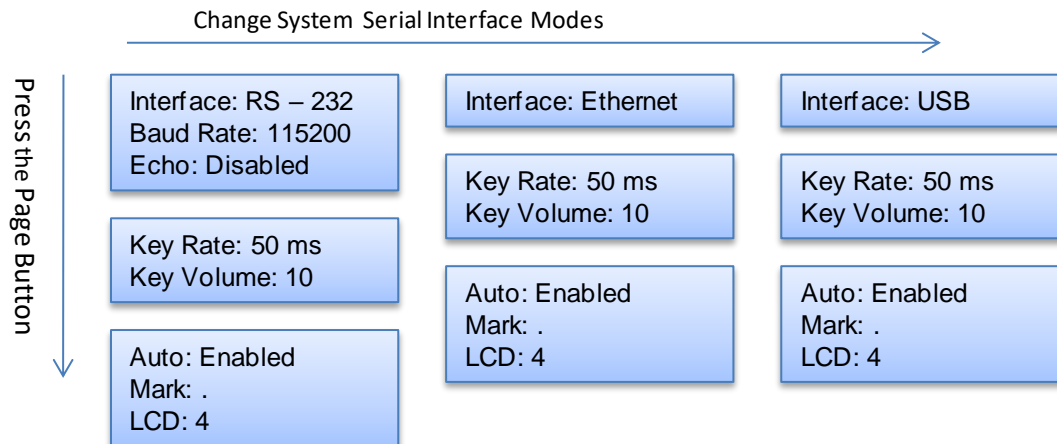 Change System Serial Interface Modes
Press the Page Button
Interface: RS – 232
Baud Rate: 115200
Echo: Disabled
Key Rate: 50 ms
Key Volume: 10
Auto: Enabled
Mark: .
LCD: 4
Interface: Ethernet
Key Rate: 50 ms
Key Volume: 10
Auto: Enabled
Mark: .
LCD: 4
Interface: USB
Key Rate: 50 ms
Key Volume: 10
Auto: Enabled
Mark: .
LCD: 4